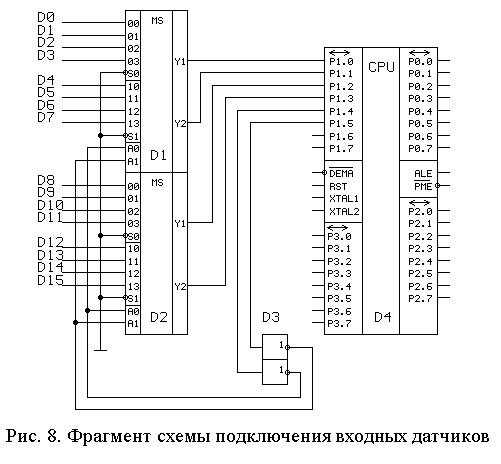 D0
D1
D2
D3
D4
D5
D6
D7
D8
D9
D10
D11
D12
D13
D14
D15
00 MS
01
02
03 Y1
S0
10
11
12
13 Y2
S1
A0 D1
A1
00 MS
01
02
03 Y1
S0
10
11
12
13 Y2
S1
A0 D2
A1
D3
1
1
P1.0 CPU P0.0
P1.1 P0.1
P1.2 P0.2
P1.3 P0.3
P1.4 P0.4
P1.5 P0.5
P1.6 P0.6
P1.7 P0.7
DEMA ALE
RST PME
XTAL1
XTAL2 P2.0
P3.0 P2.1
P3.1 P2.2
P3.2 P2.3
P3.3 P2.4
P3.4 P2.5
P3.5 P2.6
P3.6 P2.7
P3.7 D4
Рис. 8. Фрагмент схемы подключения входных датчиков